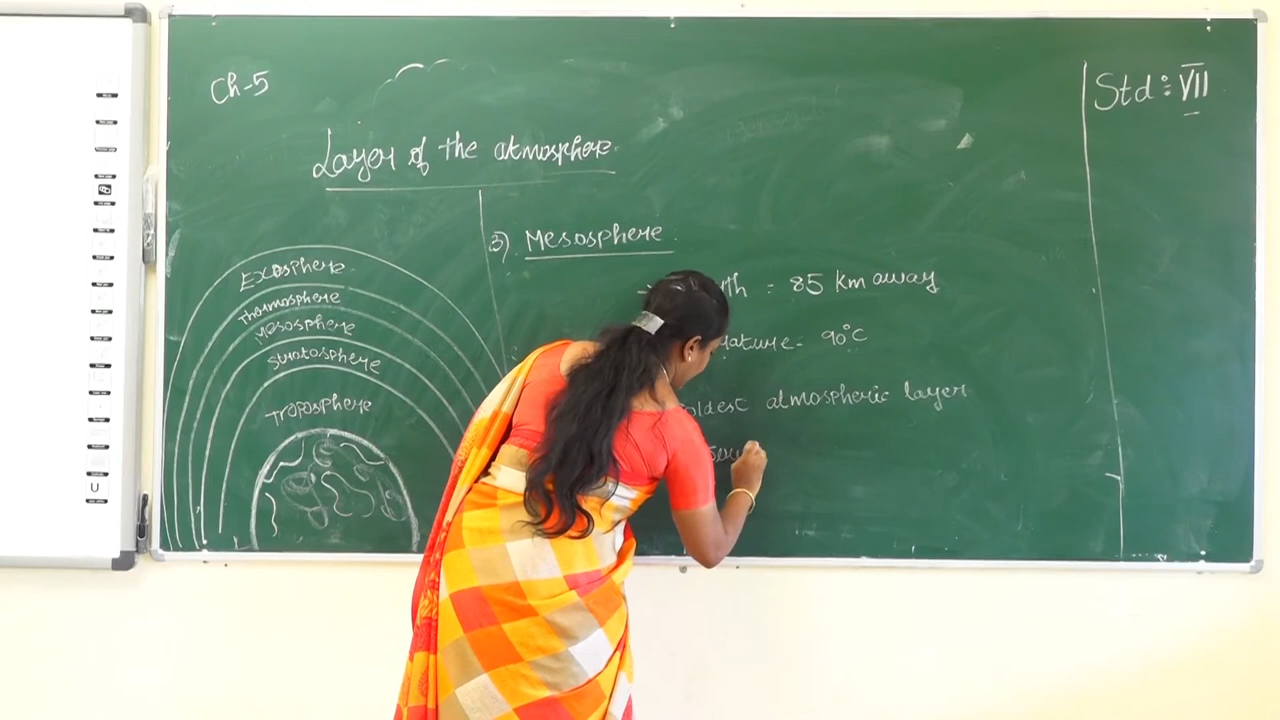 Ch-5
Std : VII
Layer of the atmosphere.
3) Mesosphere.
= 85 km away
- 90°C
atmospheric layer
Exosphere
Thermosphere
Mesosphere
Stratosphere
Troposphere
U